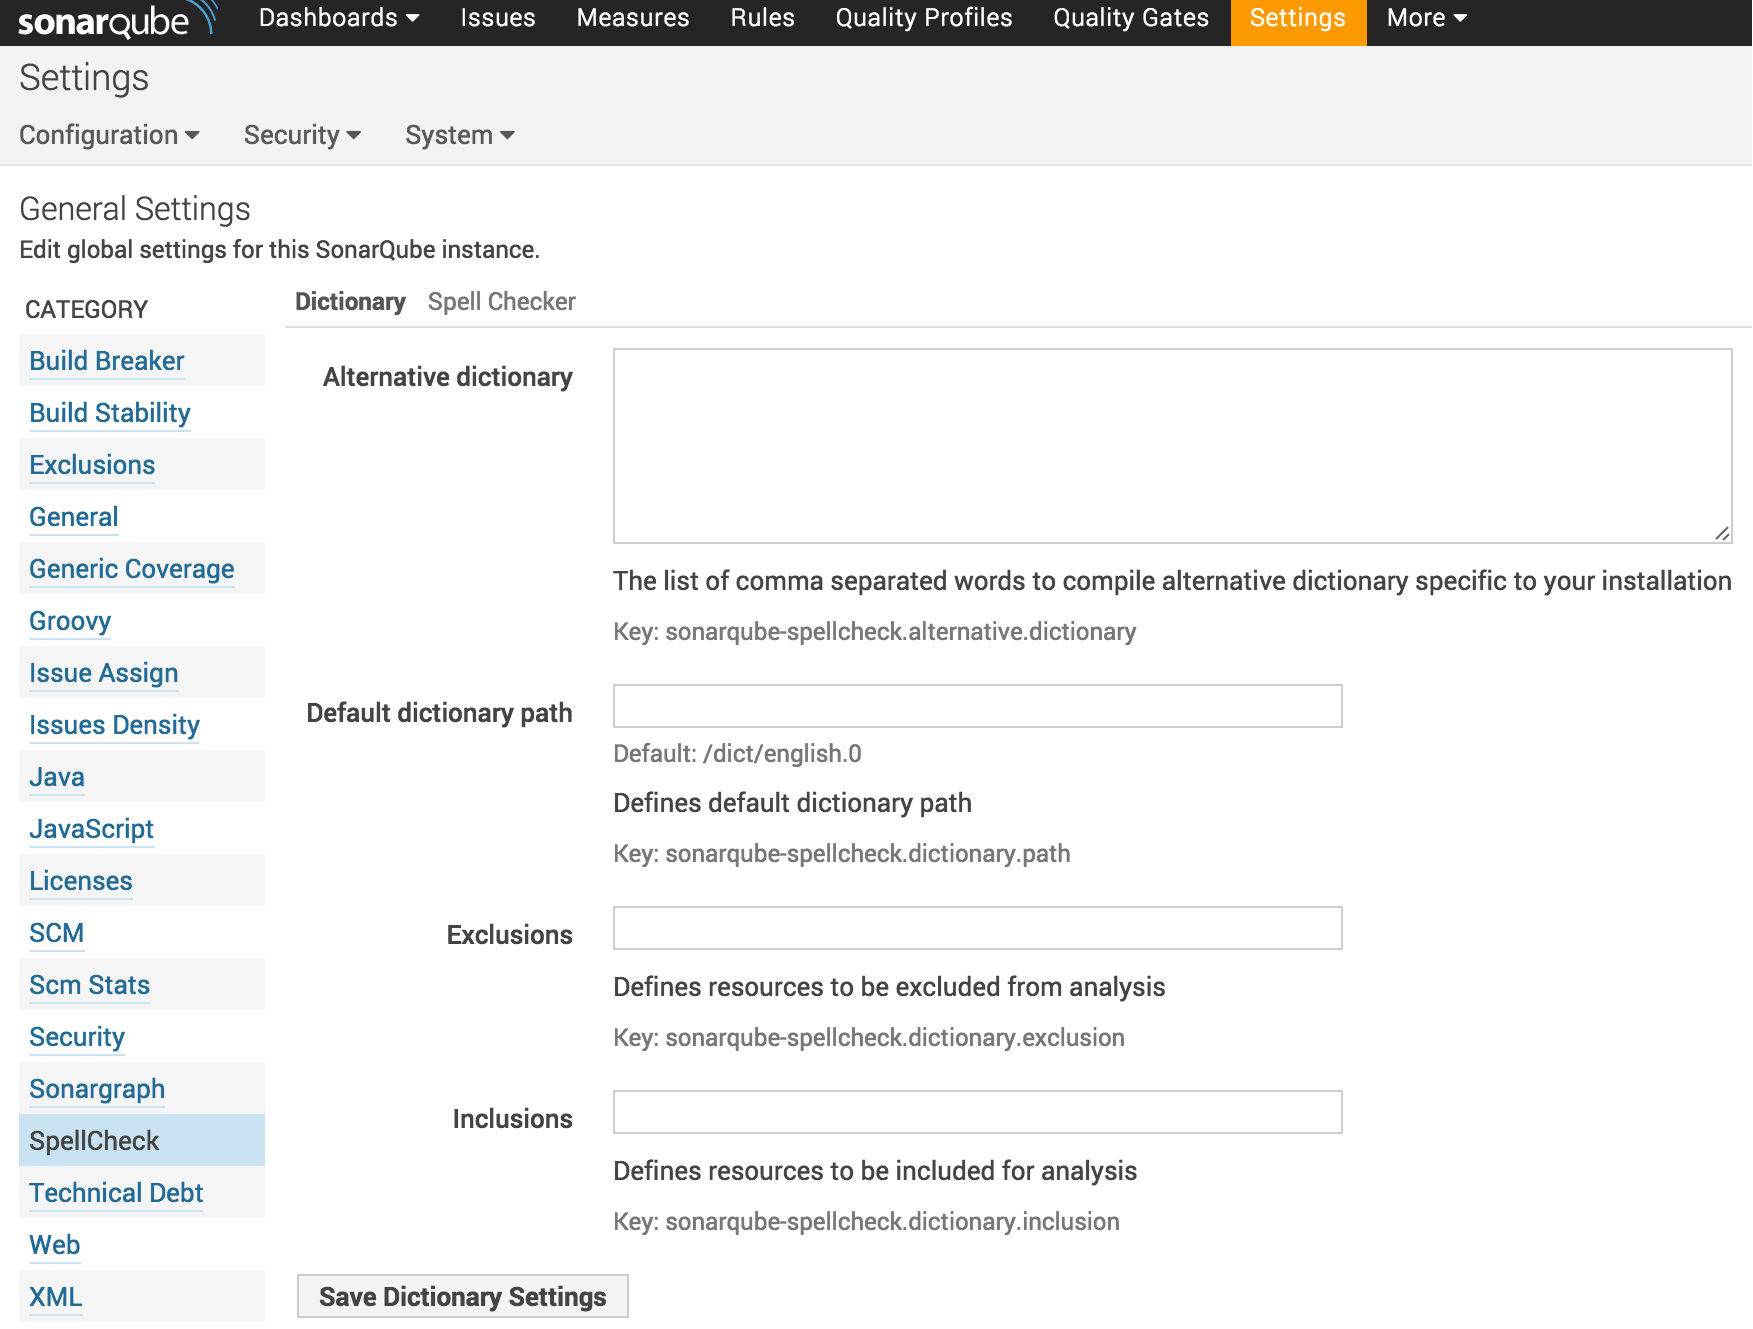 sonarqube Dashboards Issues Measures Rules Quality Profiles Quality Gates Settings More
Settings
Configuration Security System
General Settings
Edit global settings for this SonarQube instance.
CATEGORY
Build Breaker
Build Stability
Exclusions
General
Generic Coverage
Groovy
Issue Assign
Issues Density
Java
JavaScript
Licenses
SCM
Scm Stats
Security
Sonargraph
SpellCheck
Technical Debt
Web
XML
Dictionary Spell Checker
Alternative dictionary
The list of comma separated words to compile alternative dictionary specific to your installation
Key: sonarqube-spellcheck.alternative.dictionary
Default dictionary path
Default: /dict/english.0
Defines default dictionary path
Key: sonarqube-spellcheck.dictionary.path
Exclusions
Defines resources to be excluded from analysis
Key: sonarqube-spellcheck.dictionary.exclusion
Inclusions
Defines resources to be included for analysis
Key: sonarqube-spellcheck.dictionary.inclusion
Save Dictionary Settings